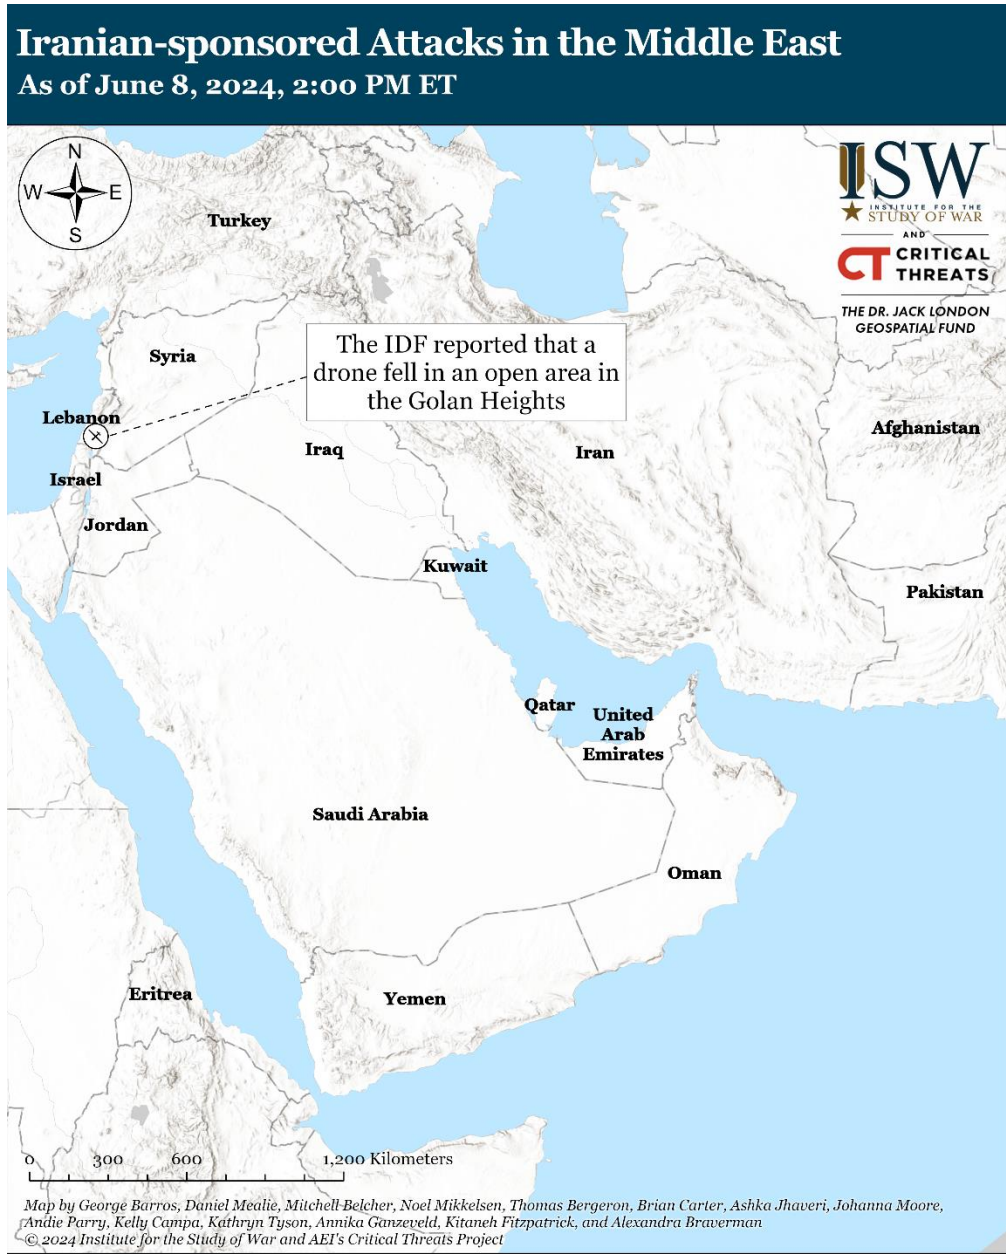 Iranian-sponsored Attacks in the Middle East
As of June 8, 2024, 2:00 PM ET
N
W
E
S
ISW
INSTITUTE FOR THE
STUDY OF WAR
AND
CT CRITICAL
THREATS
THE DR. JACK LONDON
GEOSPATIAL FUND
Turkey
The IDF reported that a
drone fell in an open area in
the Golan Heights
Syria
Lebanon
Iraq
Iran
Afghanistan
Israel
Jordan
Kuwait
Pakistan
Qatar
United
Arab
Emirates
Saudi Arabia
Oman
Eritrea
Yemen
0 300 600 1,200 Kilometers
Map by George Barros, Daniel Mealie, Mitchell Belcher, Noel Mikkelsen, Thomas Bergeron, Brian Carter, Ashka Jhaveri, Johanna Moore,
Andie Parry, Kelly Campa, Kathryn Tyson, Annika Ganzeveld, Kitaneh Fitzpatrick, and Alexandra Braverman
© 2024 Institute for the Study of War and AEI's Critical Threats Project